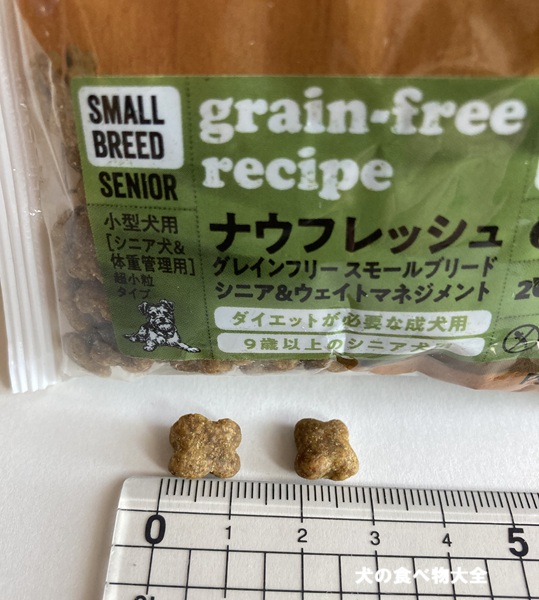 SMALL
BREED
SENIOR
小型犬用
[シニア犬&
体重管理用]
超小粒
タイプ
grain-free
recipe
ナウフレッシュ
グレインフリー スモールブリード
シニア&ウェイトマネジメント
ダイエットが必要な成犬用
9歳以上のシニア犬用
0 1 2 3 4 5
犬の食べ物大全